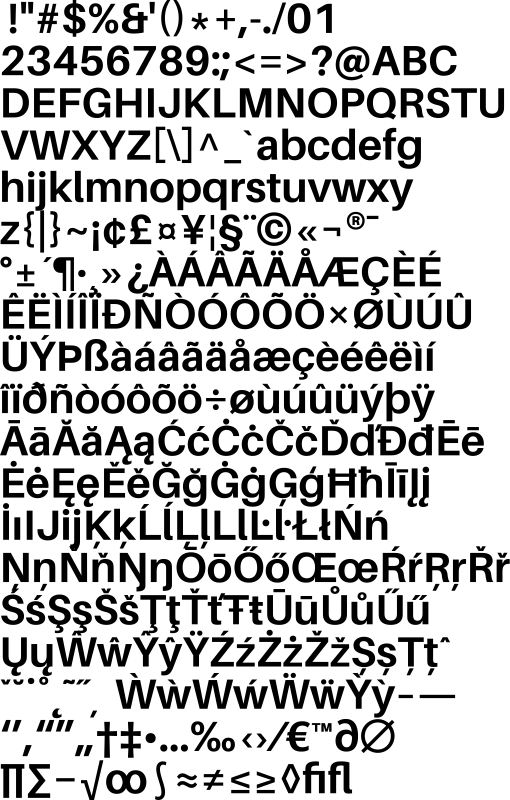 !"#$%&'()*+,-./01
23456789:;<=>?@ABC
DEFGHIJKLMNOPQRSTU
VWXYZ[\]^_`abcdefg
hijklmnopqrstuvwxy
z{|}~¡¢£¤¥¦§¨©«¬®¯
°±´¶·¸»¿ÀÁÂÃÄÅÆÇÈÉ
ÊËÌÍÎÏÐÑÒÓÔÕÖ×ØÙÚÛ
ÜÝÞßàáâãäåæçèéêëìí
îïðñòóôõö÷øùúûüýþÿ
ĀāĂăĄąĆćĊċČčĎďĐđĒē
ĖėĘęĚěĞğĠġĢģĦħĪīĮį
İıĲĳĶķĹĺĻļĽľĿŀŁłŃń
ŅņŇňŊŋŌōŐőŒœŔŕŖŗŘř
ŚśŞşŠšŢţŤťŦŧŪūŮůŰű
ŲųŴŵŶŷŸŹźŻżŽžȘșȚțˆ
ˇ˘˙˚˛˜˝̦ẀẁẂẃẄẅỲỳ–—
‘’‚“”„†‡•…‰‹›⁄€™∂∅
∏∑−√∞∫≈≠≤≥◊ﬁﬂ